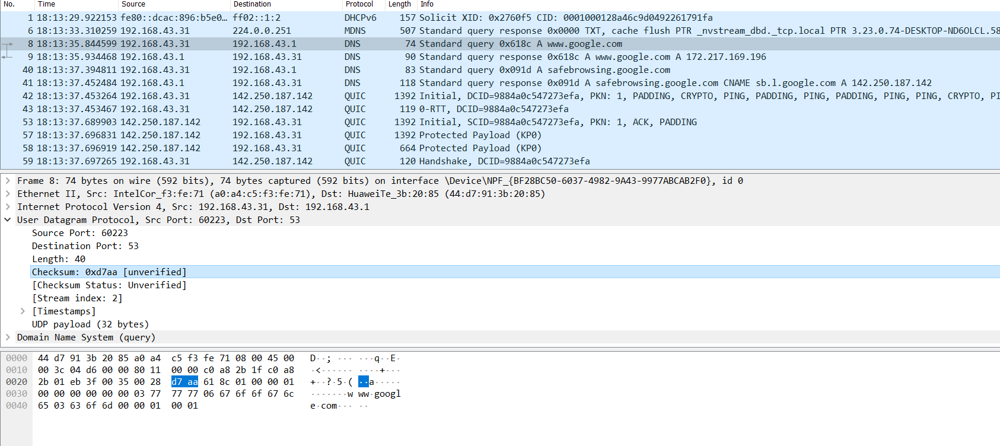 No. Time Source Destination Protocol Length Info
1 18:13:29.922153 fe80::dcac:896:b5e0… ff02::1:2 DHCPv6 157 Solicit XID: 0x2760f5 CID: 0001000128a46c9d0492261791fa
6 18:13:33.310259 192.168.43.31 224.0.0.251 MDNS 507 Standard query response 0x0000 TXT, cache flush PTR _nvstream_dbd._tcp.local PTR 3.23.0.74-DESKTOP-ND6OLCL.58
8 18:13:35.844599 192.168.43.31 192.168.43.1 DNS 74 Standard query 0x618c A www.google.com
9 18:13:35.934468 192.168.43.1 192.168.43.31 DNS 90 Standard query response 0x618c A www.google.com A 172.217.169.196
40 18:13:37.394811 192.168.43.31 192.168.43.1 DNS 83 Standard query 0x091d A safebrowsing.google.com
41 18:13:37.452484 192.168.43.1 192.168.43.31 DNS 118 Standard query response 0x091d A safebrowsing.google.com CNAME sb.l.google.com A 142.250.187.142
42 18:13:37.453264 192.168.43.31 142.250.187.142 QUIC 1392 Initial, DCID=9884a0c547273efa, PKN: 1, PADDING, CRYPTO, PING, PADDING, PING, PADDING, PING, PING, CRYPTO, PI
43 18:13:37.453467 192.168.43.31 142.250.187.142 QUIC 119 0-RTT, DCID=9884a0c547273efa
53 18:13:37.689903 142.250.187.142 192.168.43.31 QUIC 1392 Initial, SCID=9884a0c547273efa, PKN: 1, ACK, PADDING
57 18:13:37.696831 142.250.187.142 192.168.43.31 QUIC 1392 Protected Payload (KP0)
58 18:13:37.696919 142.250.187.142 192.168.43.31 QUIC 664 Protected Payload (KP0)
59 18:13:37.697265 192.168.43.31 142.250.187.142 QUIC 120 Handshake, DCID=9884a0c547273efa
Frame 8: 74 bytes on wire (592 bits), 74 bytes captured (592 bits) on interface \Device\NPF_{BF28BC50-6037-4982-9A43-9977ABCAB2F0}, id 0
Ethernet II, Src: IntelCor_f3:fe:71 (a0:a4:c5:f3:fe:71), Dst: HuaweiTe_3b:20:85 (44:d7:91:3b:20:85)
Internet Protocol Version 4, Src: 192.168.43.31, Dst: 192.168.43.1
User Datagram Protocol, Src Port: 60223, Dst Port: 53
Source Port: 60223
Destination Port: 53
Length: 40
Checksum: 0xd7aa [unverified]
[Checksum Status: Unverified]
[Stream index: 2]
[Timestamps]
UDP payload (32 bytes)
Domain Name System (query)
0000 44 d7 91 3b 20 85 a0 a4 c5 f3 fe 71 08 00 45 00 D··; ··· ···q··E·
0010 00 3c 04 d6 00 00 80 11 00 00 c0 a8 2b 1f c0 a8 ·<······ ····+···
0020 2b 01 eb 3f 00 35 00 28 d7 aa 61 8c 01 00 00 01 +··?·5·( ··a·····
0030 00 00 00 00 00 00 03 77 77 77 06 67 6f 6f 67 6c ·······w ww·googl
0040 65 03 63 6f 6d 00 00 01 00 01 e·com··· ··